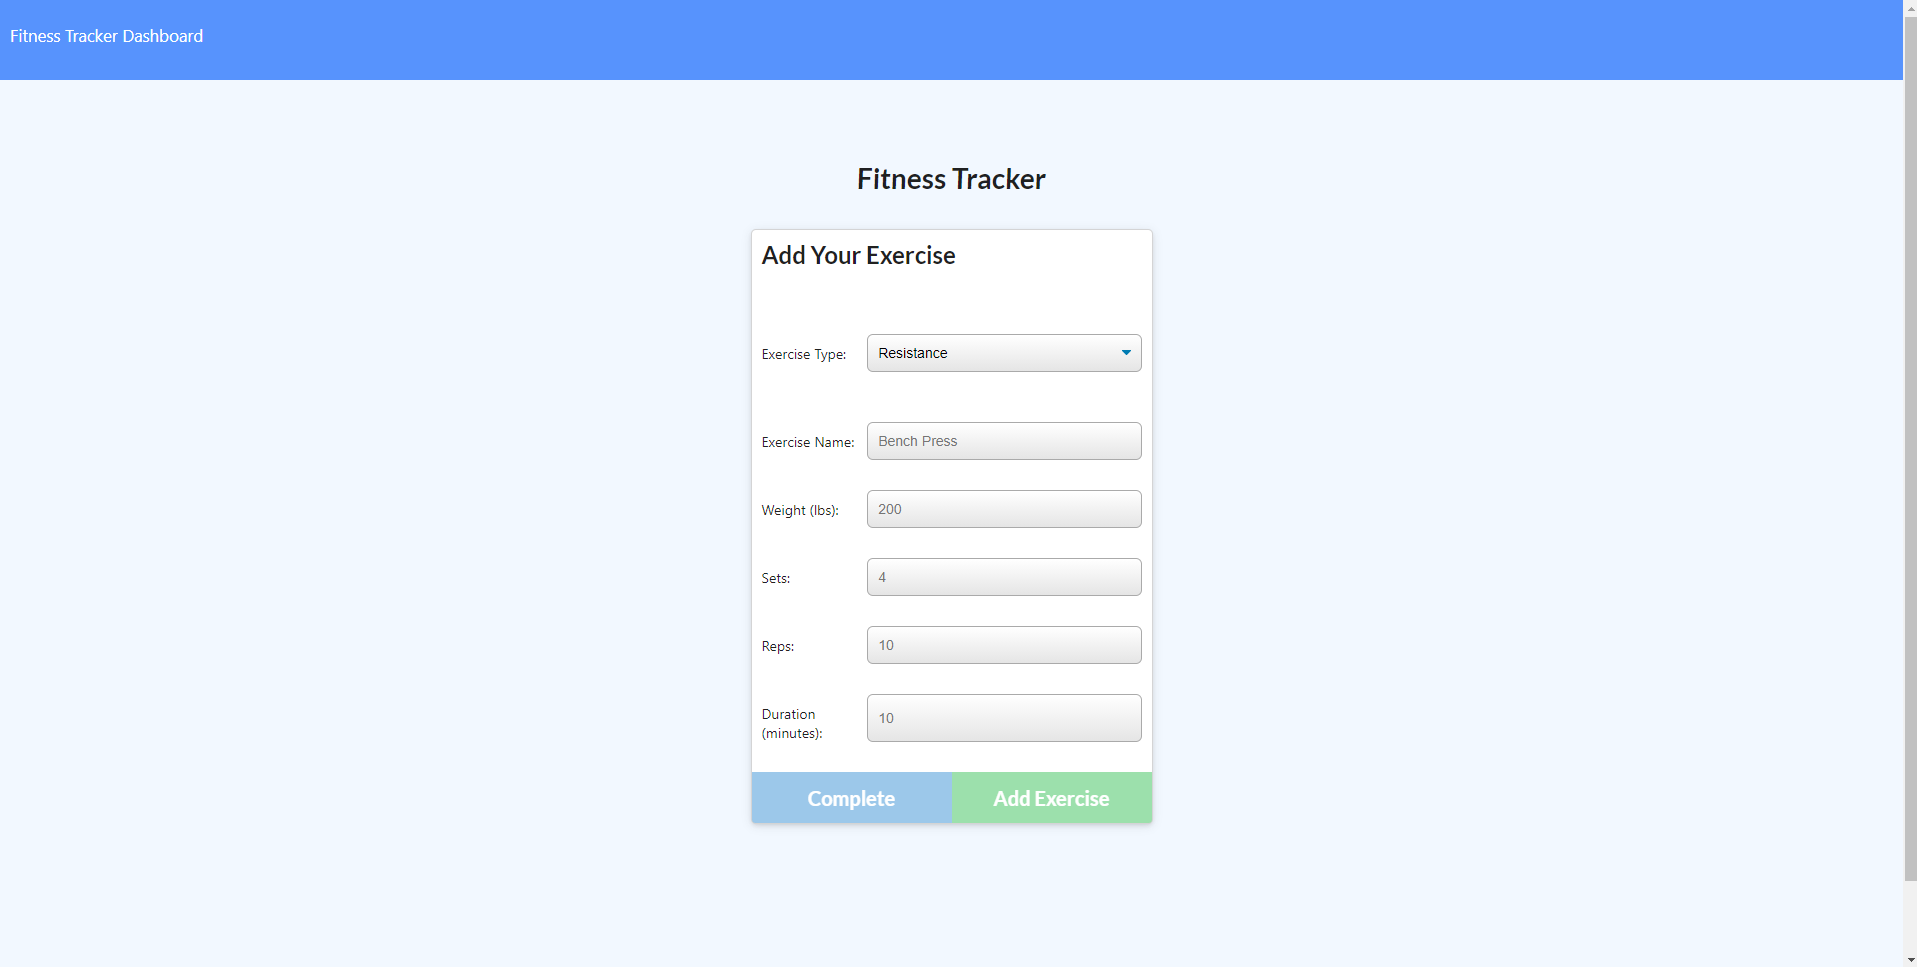 Fitness Tracker Dashboard
Fitness Tracker
Add Your Exercise
Exercise Type: Resistance
Exercise Name: Bench Press
Weight (lbs): 200
Sets: 4
Reps: 10
Duration (minutes): 10
Complete Add Exercise